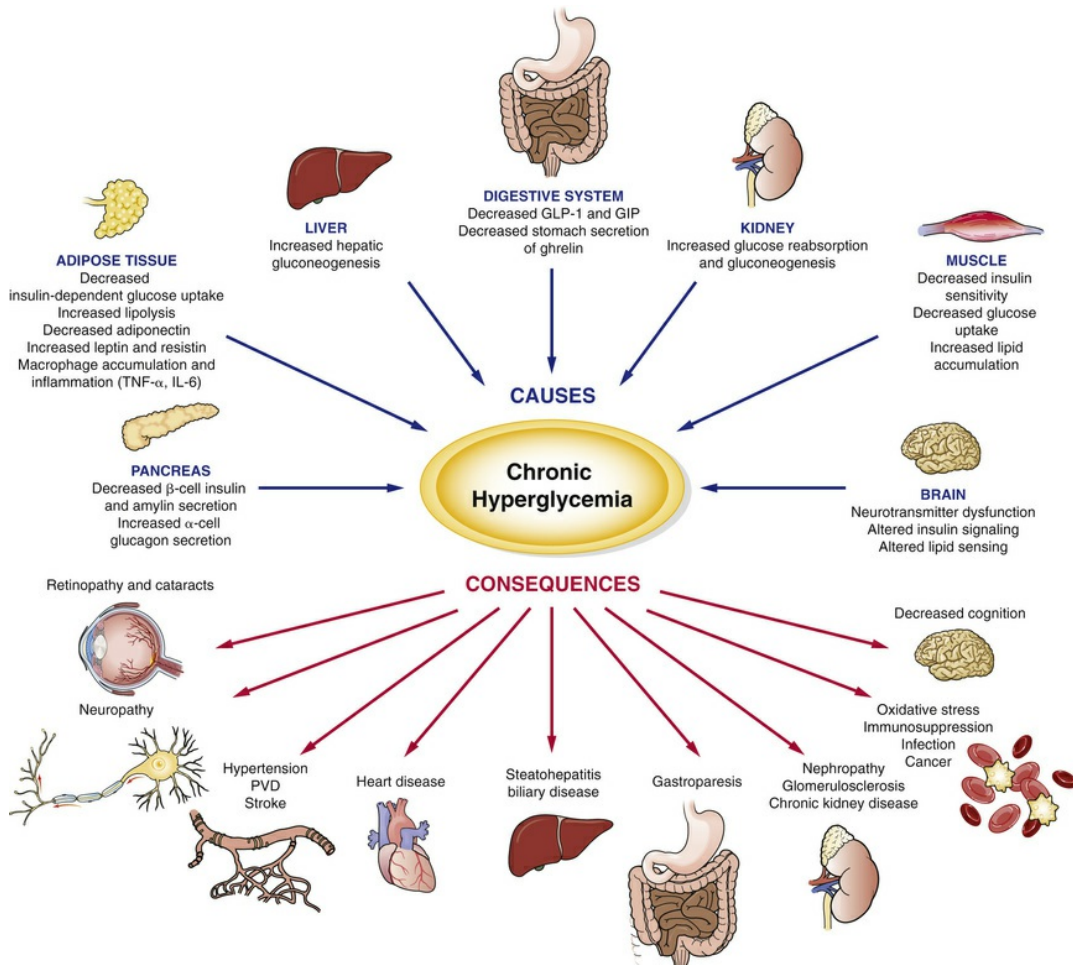 DIGESTIVE SYSTEM
Decreased GLP-1 and GIP
Decreased stomach secretion
of ghrelin
LIVER
Increased hepatic
gluconeogenesis
KIDNEY
Increased glucose reabsorption
and gluconeogenesis
ADIPOSE TISSUE
Decreased
insulin-dependent glucose uptake
Increased lipolysis
Decreased adiponectin
Increased leptin and resistin
Macrophage accumulation and
inflammation (TNF-α, IL-6)
MUSCLE
Decreased insulin
sensitivity
Decreased glucose
uptake
Increased lipid
accumulation
CAUSES
Chronic
Hyperglycemia
PANCREAS
Decreased β-cell insulin
and amylin secretion
Increased α-cell
glucagon secretion
BRAIN
Neurotransmitter dysfunction
Altered insulin signaling
Altered lipid sensing
CONSEQUENCES
Retinopathy and cataracts
Neuropathy
Hypertension
PVD
Stroke
Heart disease
Steatohepatitis
biliary disease
Gastroparesis
Nephropathy
Glomerulosclerosis
Chronic kidney disease
Oxidative stress
Immunosuppression
Infection
Cancer
Decreased cognition